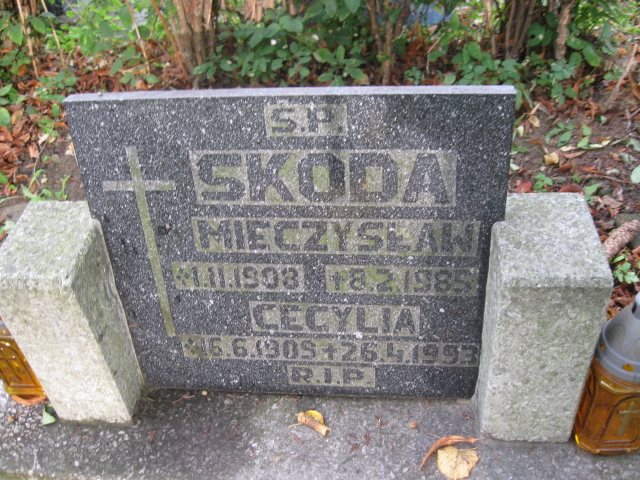 S.P.
SKODA
MIECZYSŁAW
*1.11.1908 +8.2.1985
CECYLIA
*16.6.1905+26.4.1993
R.I.P.